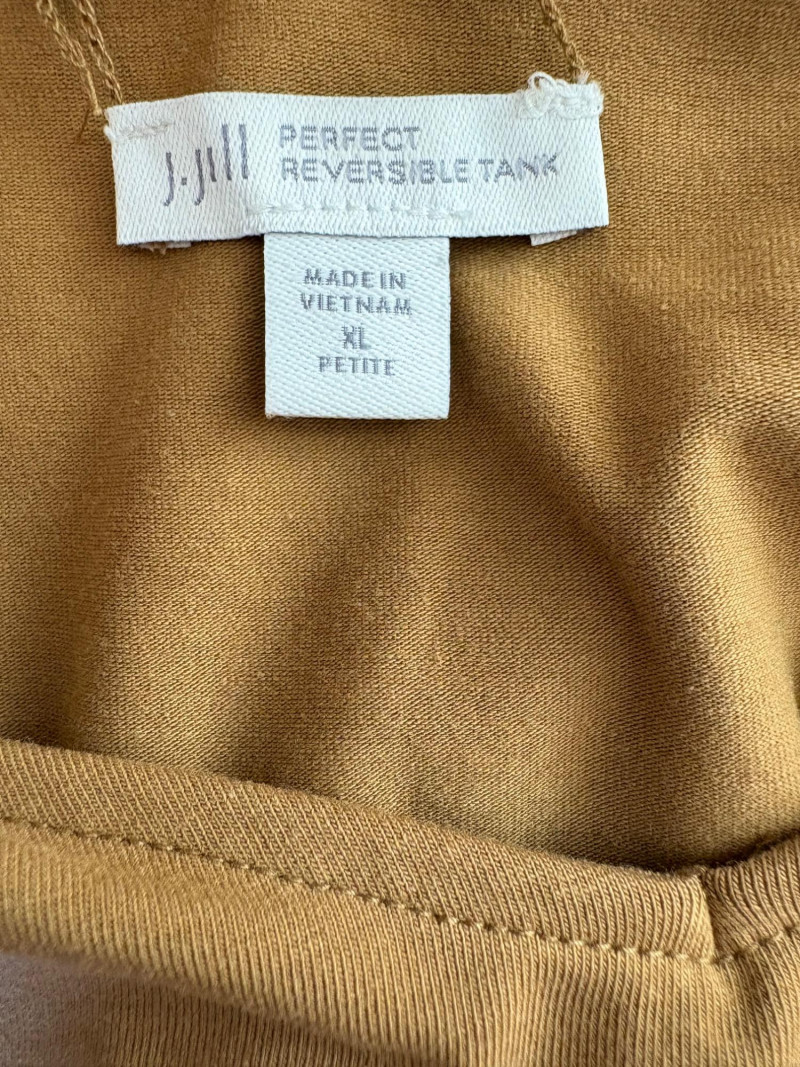 J.Jill PERFECT
REVERSIBLE TANK
MADE IN
VIETNAM
XL
PETITE